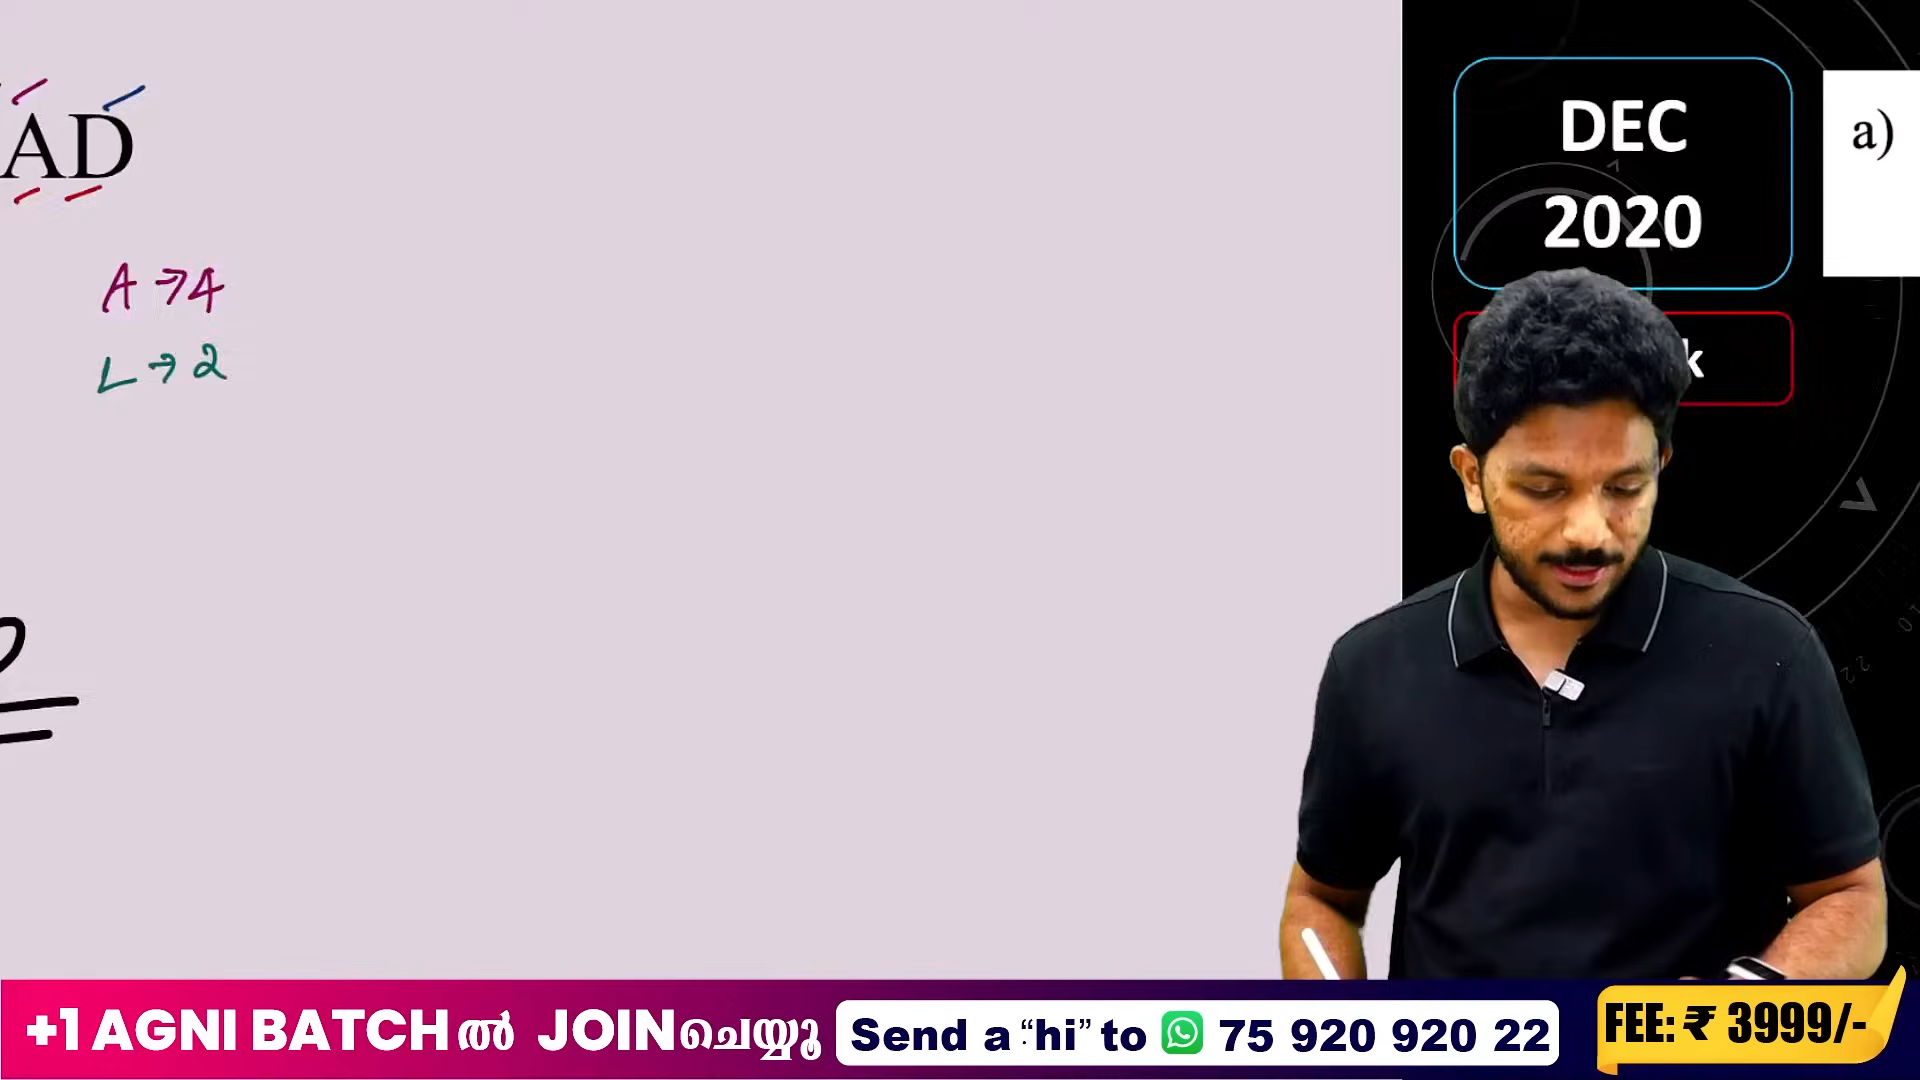 AD
A → 4
L → 2
DEC
2020
k
a)
+1 AGNI BATCH ൽ JOIN ചെയ്യൂ
Send a “hi” to 75 920 920 22
FEE: ₹ 3999/-